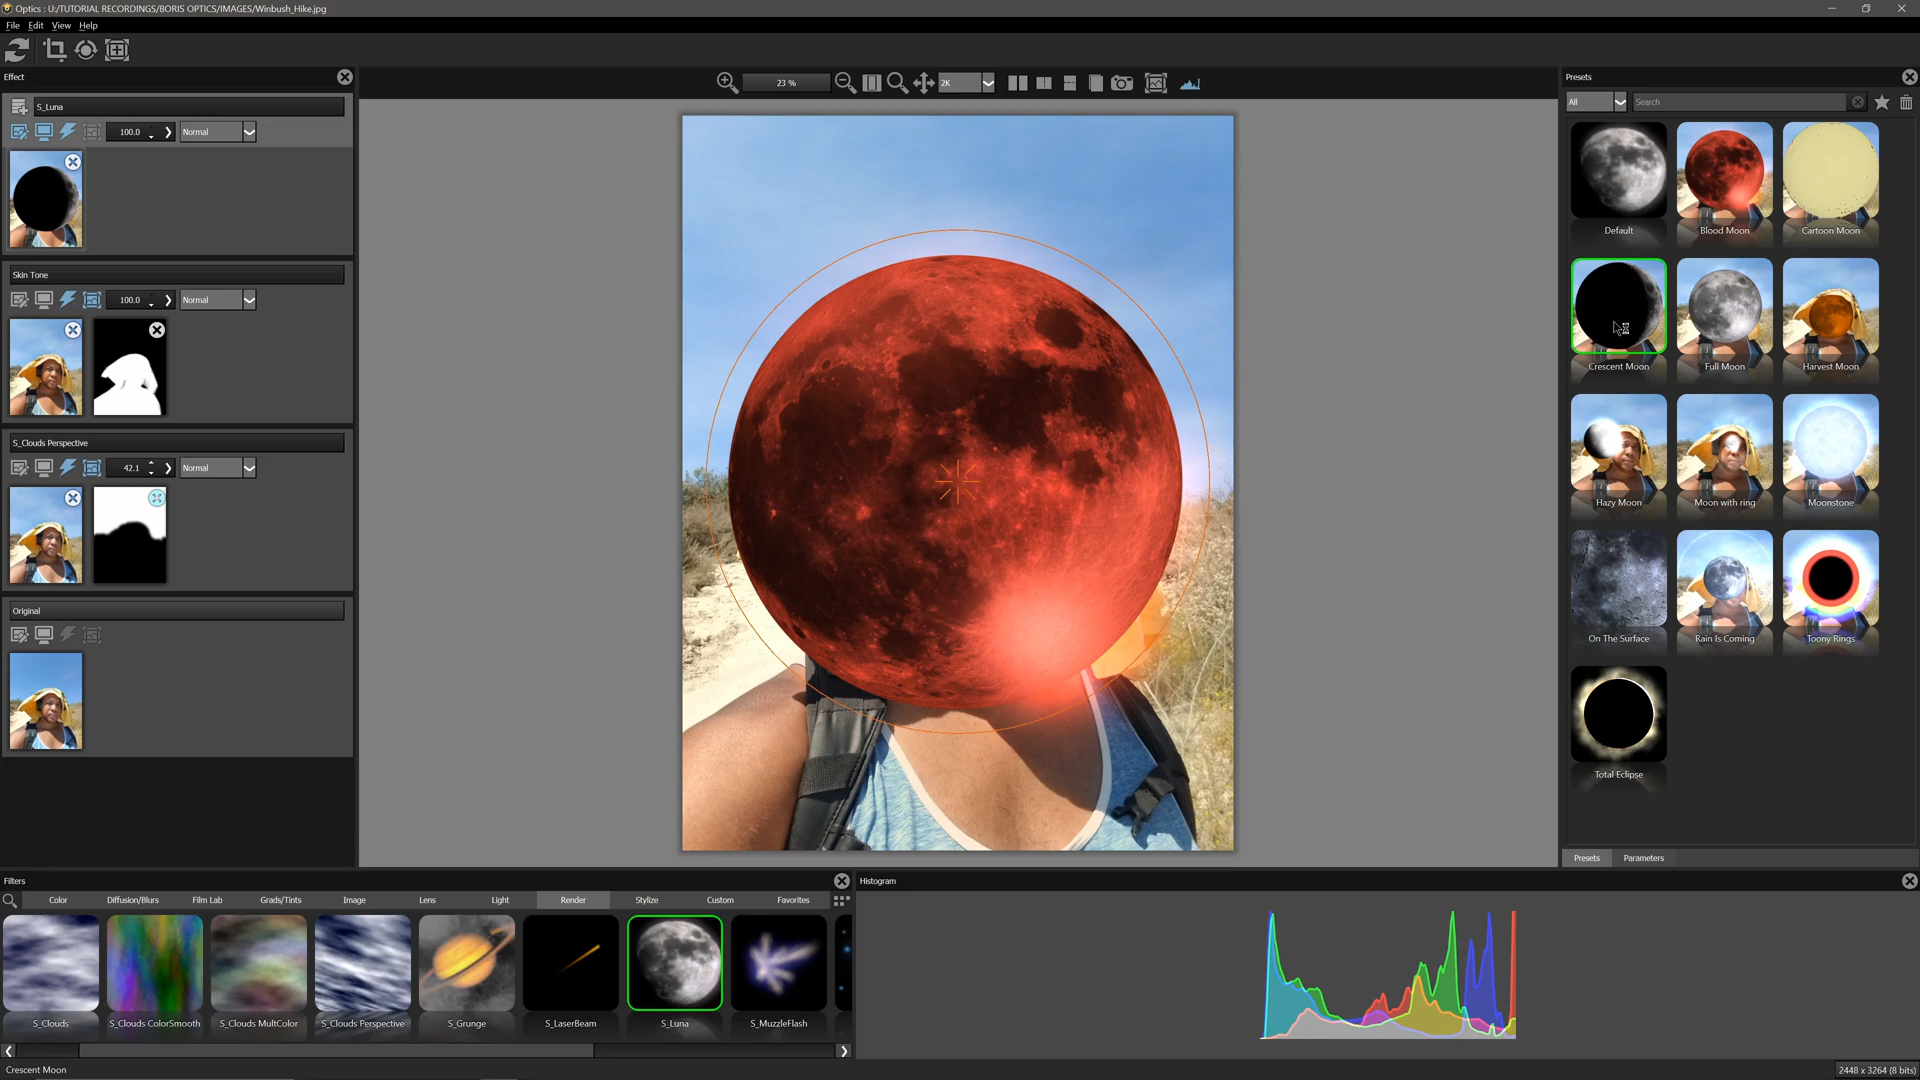 Optics : U:/TUTORIAL RECORDINGS/BORIS OPTICS/IMAGES/Winbush_Hike.jpg
File Edit View Help
Effect
S_Luna
100.0 Normal
Skin Tone
100.0 Normal
S_Clouds Perspective
42.1 Normal
Original
23 %
2K
Presets
All Search
Default Blood Moon Cartoon Moon
Crescent Moon Full Moon Harvest Moon
Hazy Moon Moon with ring Moonstone
On The Surface Rain Is Coming Toony Rings
Total Eclipse
Presets Parameters
Filters
Color Diffusion/Blurs Film Lab Grads/Tints Image Lens Light Render Stylize Custom Favorites
S_Clouds S_Clouds ColorSmooth S_Clouds MultColor S_Clouds Perspective S_Grunge S_LaserBeam S_Luna S_MuzzleFlash
Histogram
Crescent Moon
2448 x 3264 (8 bits)